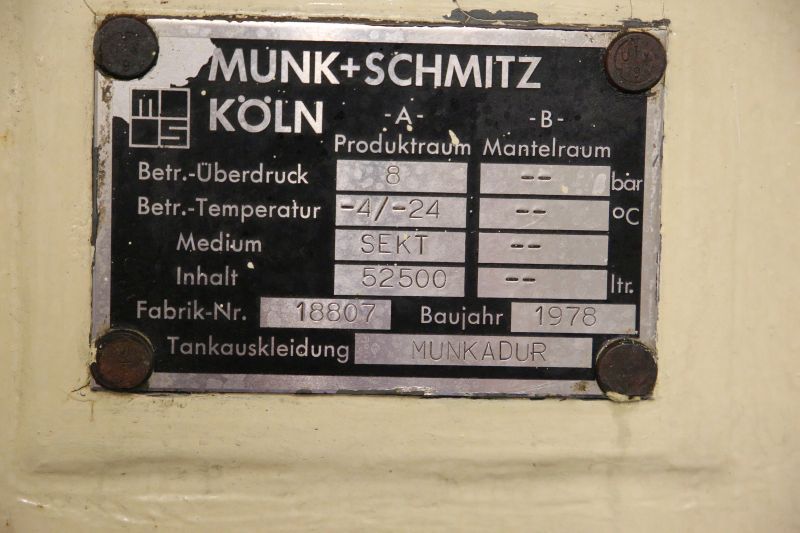 MUNK+SCHMITZ
MS KÖLN -A- -B-
Produktraum Mantelraum
Betr.-Überdruck 8 -- bar
Betr.-Temperatur -4/-24 -- °C
Medium SEKT --
Inhalt 52500 -- ltr.
Fabrik-Nr. 18807 Baujahr 1978
Tankauskleidung MUNKADUR